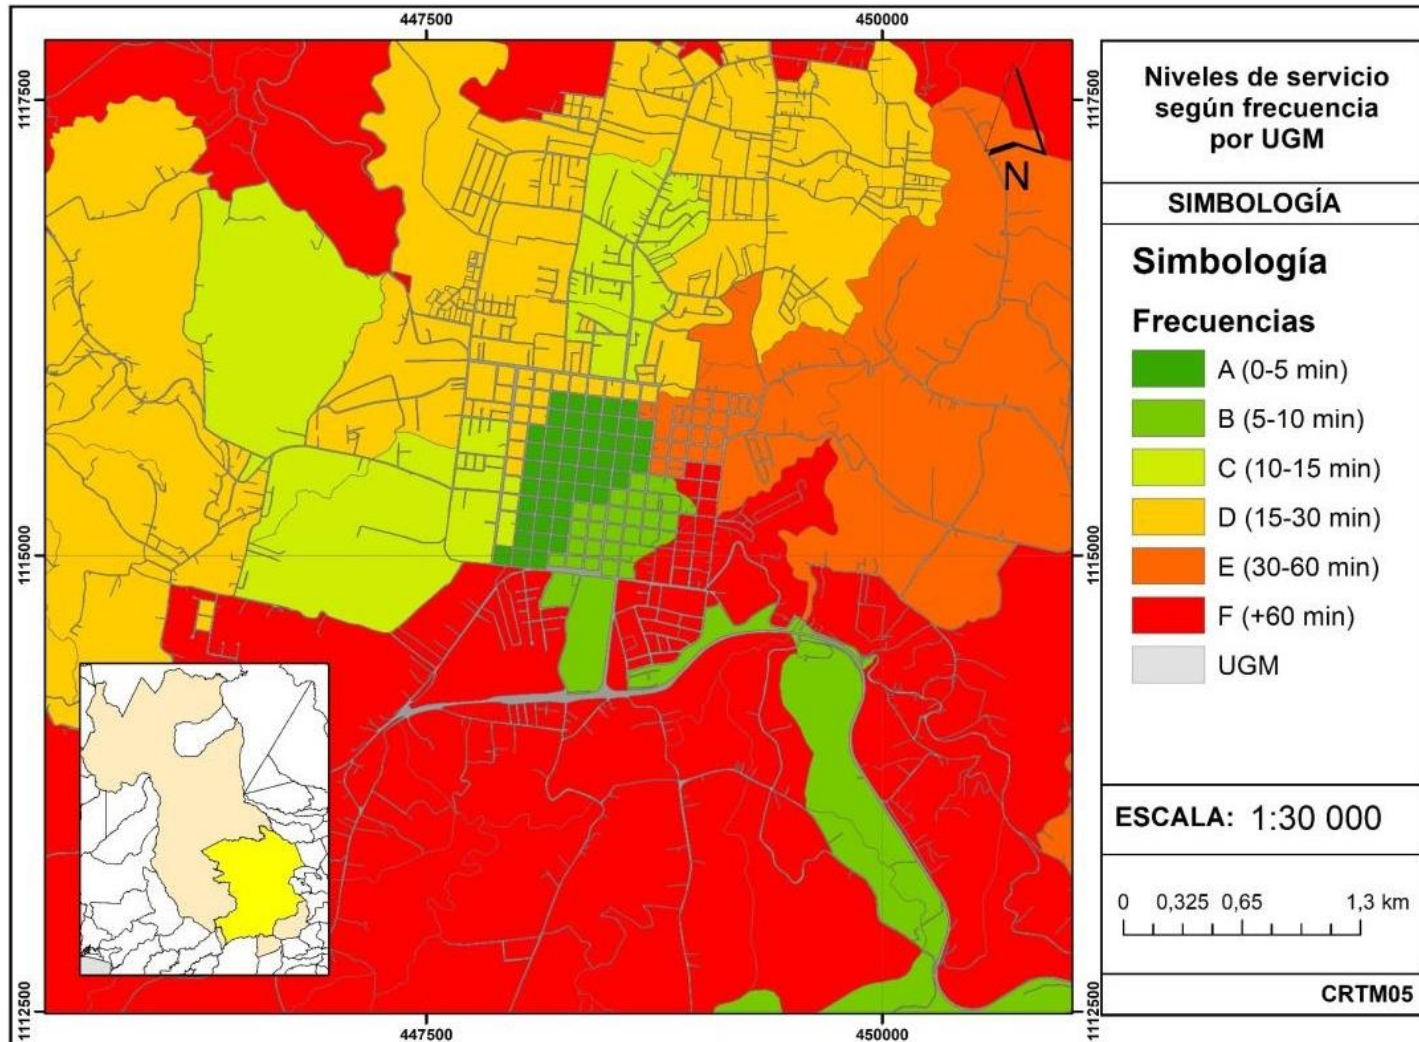 447500
450000
1117500
1117500
Niveles de servicio
según frecuencia
por UGM
N
SIMBOLOGÍA
Simbología
Frecuencias
A (0-5 min)
B (5-10 min)
C (10-15 min)
D (15-30 min)
E (30-60 min)
F (+60 min)
UGM
1115000
1115000
ESCALA: 1:30 000
0 0,325 0,65 1,3 km
CRTM05
1112500
1112500
447500
450000